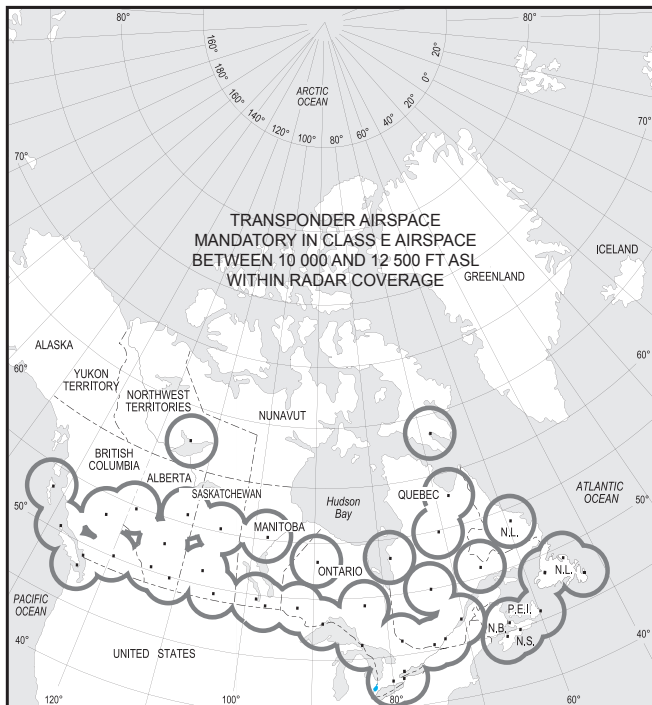 80°
80°
160°
180°
180°
160°
140°
120°
100°
80°
60°
40°
20°
0°
20°
ARCTIC
OCEAN
70°
70°
TRANSPONDER AIRSPACE
MANDATORY IN CLASS E AIRSPACE
BETWEEN 10 000 AND 12 500 FT ASL
WITHIN RADAR COVERAGE
GREENLAND
ICELAND
ALASKA
60°
60°
YUKON
TERRITORY
NORTHWEST
TERRITORIES
NUNAVUT
BRITISH
COLUMBIA
ALBERTA
SASKATCHEWAN
MANITOBA
Hudson
Bay
QUEBEC
ATLANTIC
OCEAN
50°
50°
N.L.
ONTARIO
N.L.
P.E.I.
N.B.
N.S.
PACIFIC
OCEAN
40°
40°
UNITED STATES
120°
100°
80°
60°